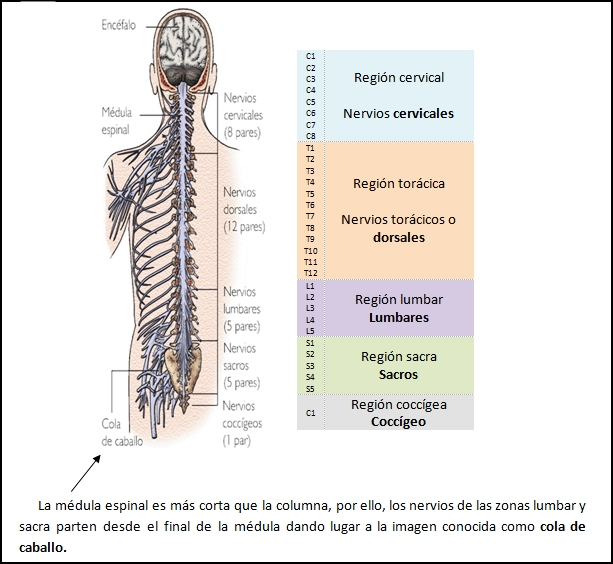 Encéfalo
Médula
espinal
Nervios
cervicales
(8 pares)
Nervios
dorsales
(12 pares)
Nervios
lumbares
(5 pares)
Nervios
sacros
(5 pares)
Nervios
coccígeos
(1 par)
Cola
de caballo
C1
C2
C3
C4
C5
C6
C7
C8
Región cervical
Nervios cervicales
T1
T2
T3
T4
T5
T6
T7
T8
T9
T10
T11
T12
Región torácica
Nervios torácicos o
dorsales
L1
L2
L3
L4
L5
Región lumbar
Lumbares
S1
S2
S3
S4
S5
Región sacra
Sacros
C1
Región coccígea
Coccígeo
La médula espinal es más corta que la columna, por ello, los nervios de las zonas lumbar y
sacra parten desde el final de la médula dando lugar a la imagen conocida como cola de
caballo.